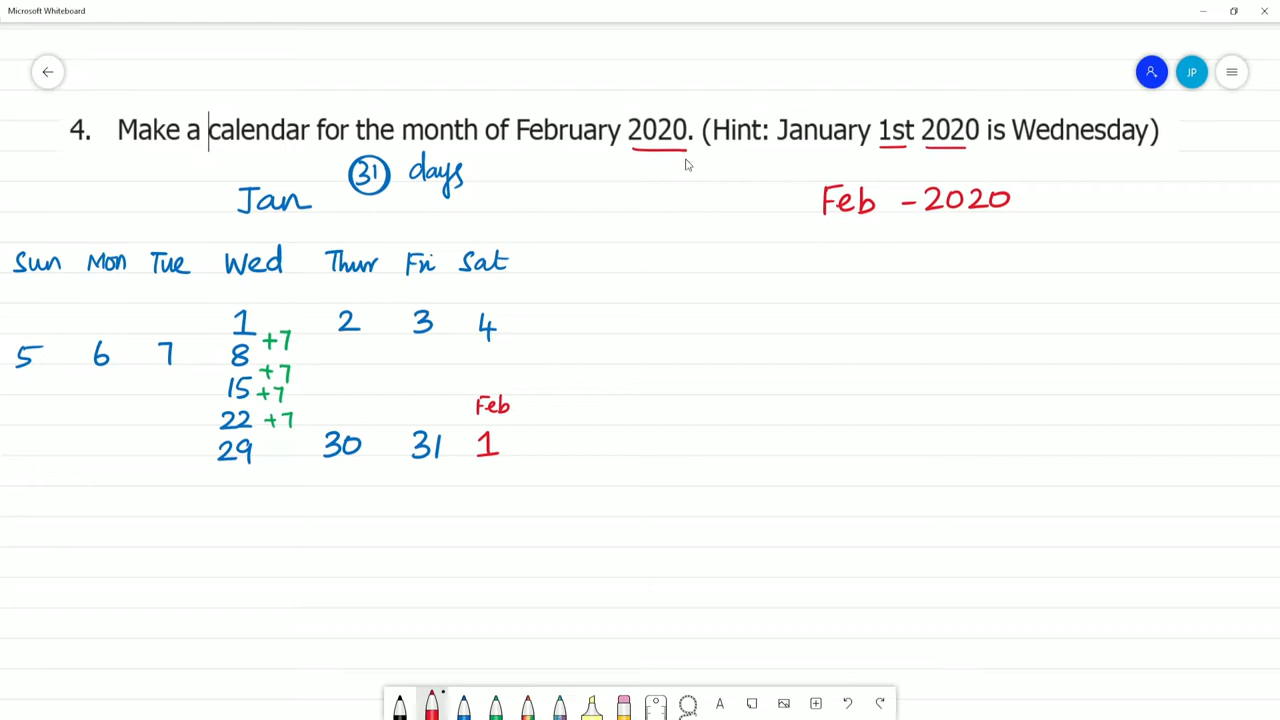 Microsoft Whiteboard
JP
4. Make a calendar for the month of February 2020. (Hint: January 1st 2020 is Wednesday)
31 days
Jan
Feb - 2020
Sun Mon Tue Wed Thur Fri Sat
1 2 3 4
+7
5 6 7 8
+7
15
+7
22 +7
Feb
29 30 31 1
A